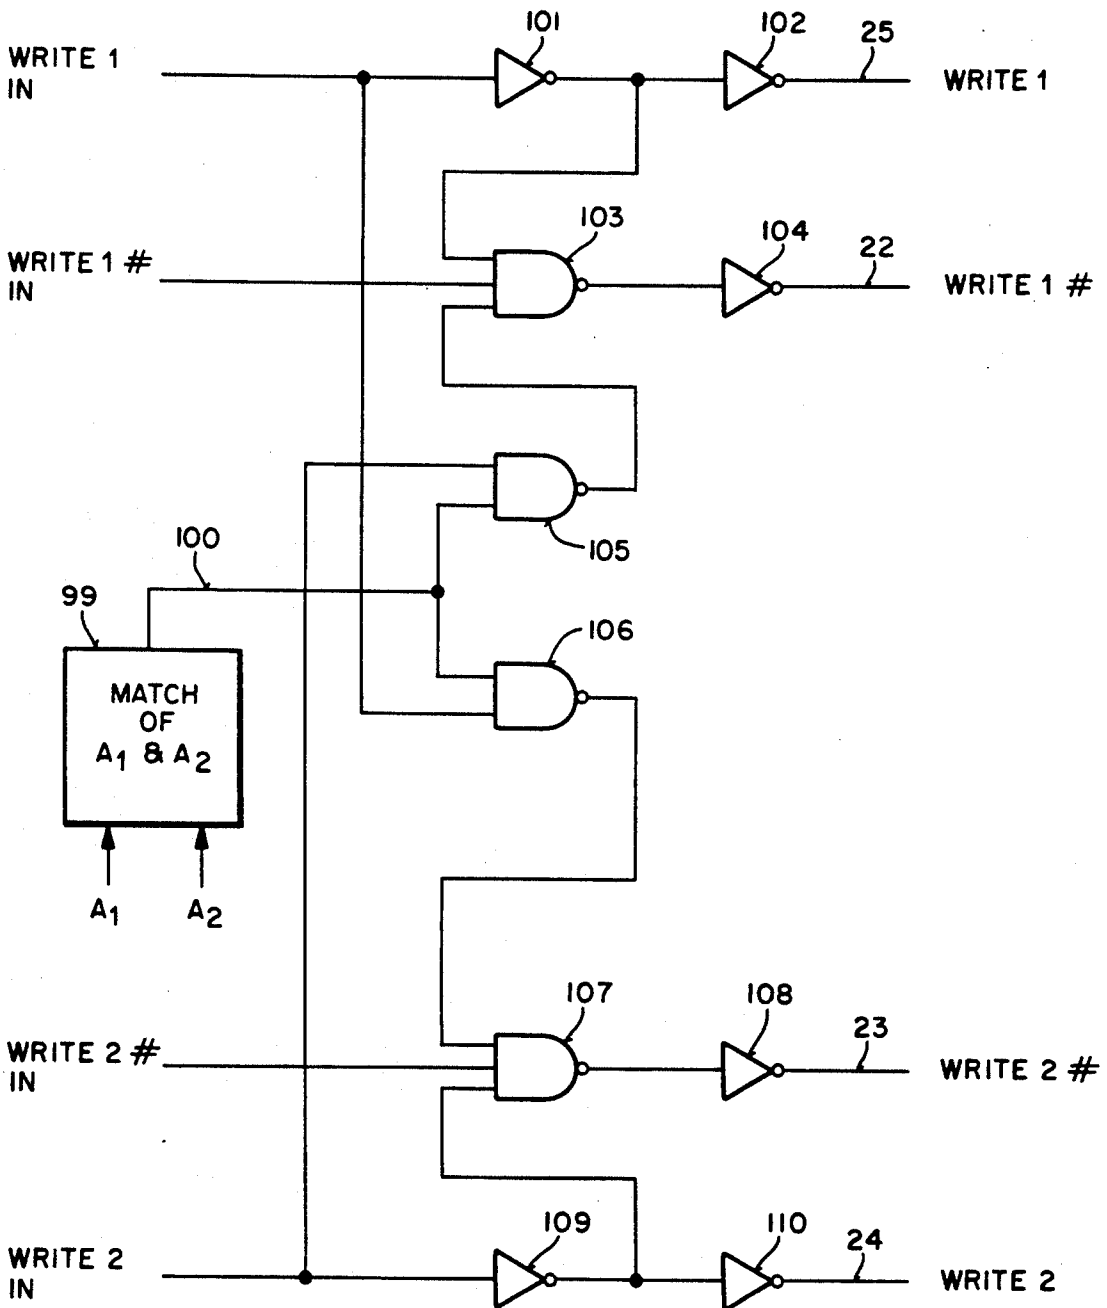 101
102
25
WRITE 1
IN
WRITE 1
103
104
22
WRITE 1 #
IN
WRITE 1 #
105
100
99
106
MATCH
OF
A1 & A2
A1
A2
107
108
23
WRITE 2 #
IN
WRITE 2 #
109
110
24
WRITE 2
IN
WRITE 2